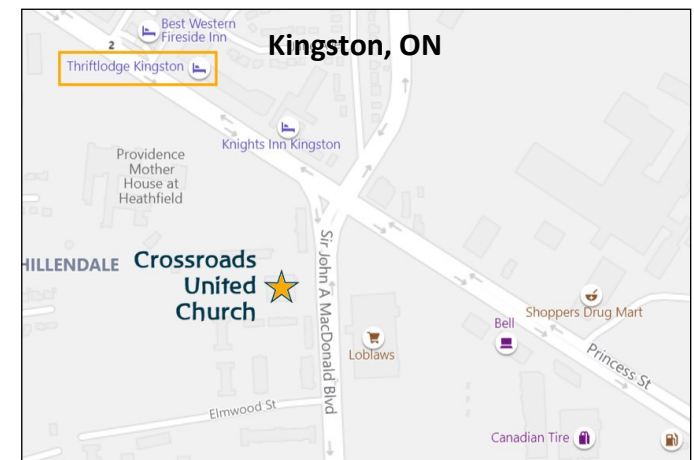 Kingston, ON
Best Western
Fireside Inn
2
Thriftlodge Kingston
Knights Inn Kingston
Providence
Mother
House at
Heathfield
HILLENDALE
Crossroads
United
Church
Sir John A MacDonald Blvd
Loblaws
Shoppers Drug Mart
Bell
Princess St
Elmwood St
Canadian Tire